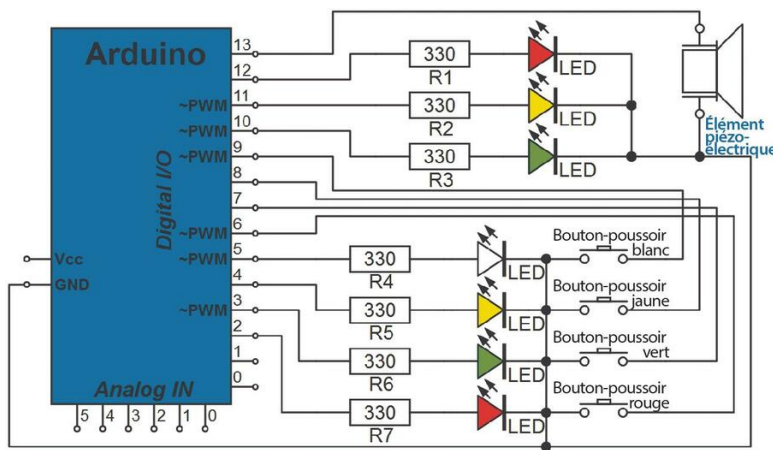 Arduino
13
12
~PWM 11
~PWM 10
~PWM 9
8
7
~PWM 6
~PWM 5
4
~PWM 3
2
1
0
Digital I/O
Vcc
GND
Analog IN
5 4 3 2 1 0
330
R1
LED
330
R2
LED
330
R3
LED
Élément
piézo-
électrique
330
R4
LED
Bouton-poussoir
blanc
330
R5
LED
Bouton-poussoir
jaune
330
R6
LED
Bouton-poussoir
vert
330
R7
LED
Bouton-poussoir
rouge